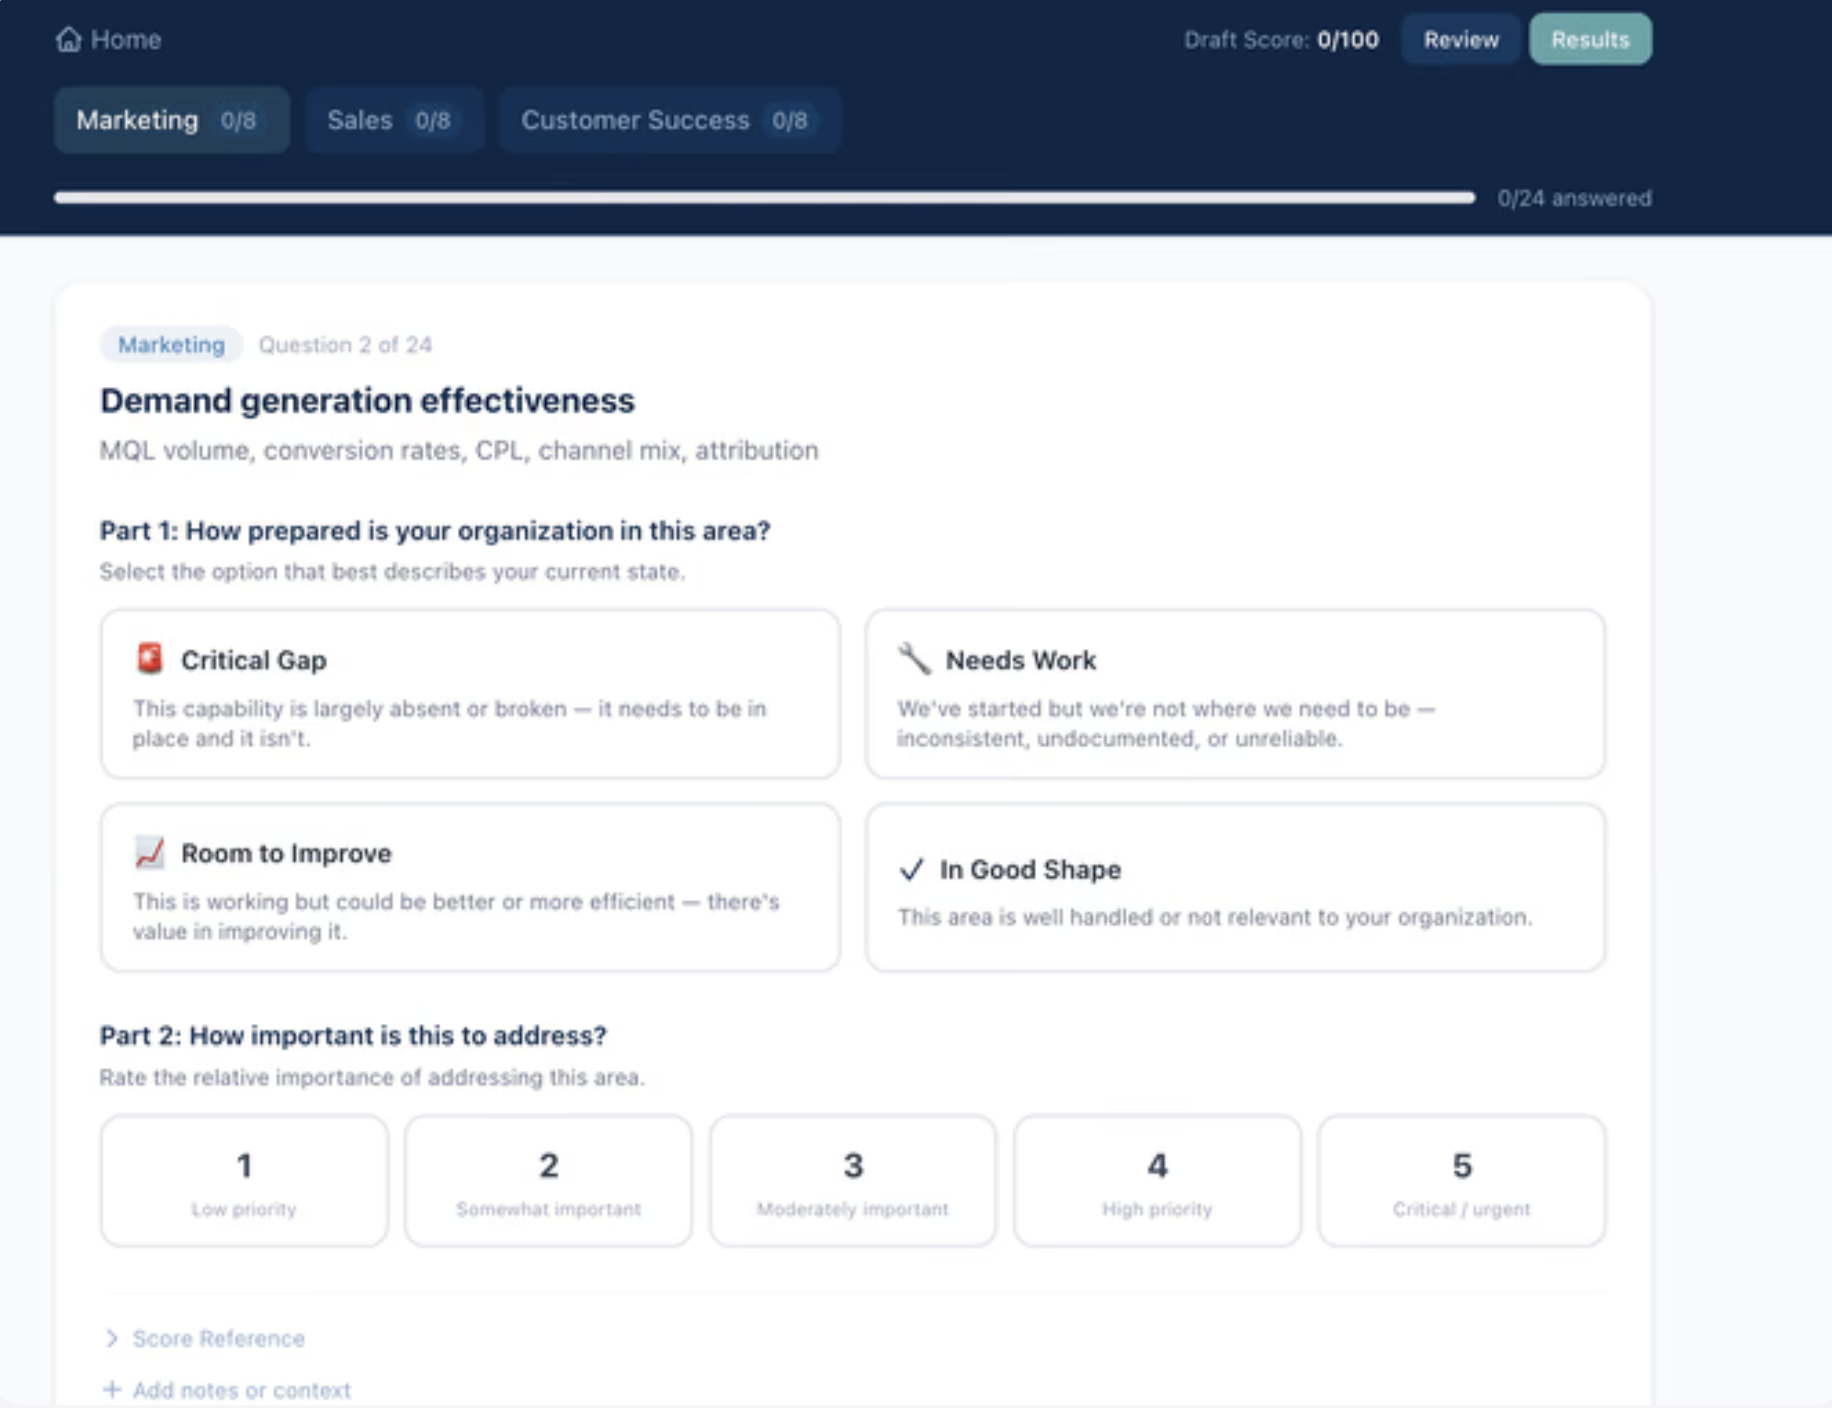 Home
Draft Score: 0/100
Review
Results
Marketing 0/8
Sales 0/8
Customer Success 0/8
0/24 answered
Marketing Question 2 of 24
Demand generation effectiveness
MQL volume, conversion rates, CPL, channel mix, attribution
Part 1: How prepared is your organization in this area?
Select the option that best describes your current state.
Critical Gap
This capability is largely absent or broken — it needs to be in
place and it isn't.
Needs Work
We've started but we're not where we need to be —
inconsistent, undocumented, or unreliable.
Room to Improve
This is working but could be better or more efficient — there's
value in improving it.
In Good Shape
This area is well handled or not relevant to your organization.
Part 2: How important is this to address?
Rate the relative importance of addressing this area.
1
Low priority
2
Somewhat important
3
Moderately important
4
High priority
5
Critical / urgent
Score Reference
+ Add notes or context